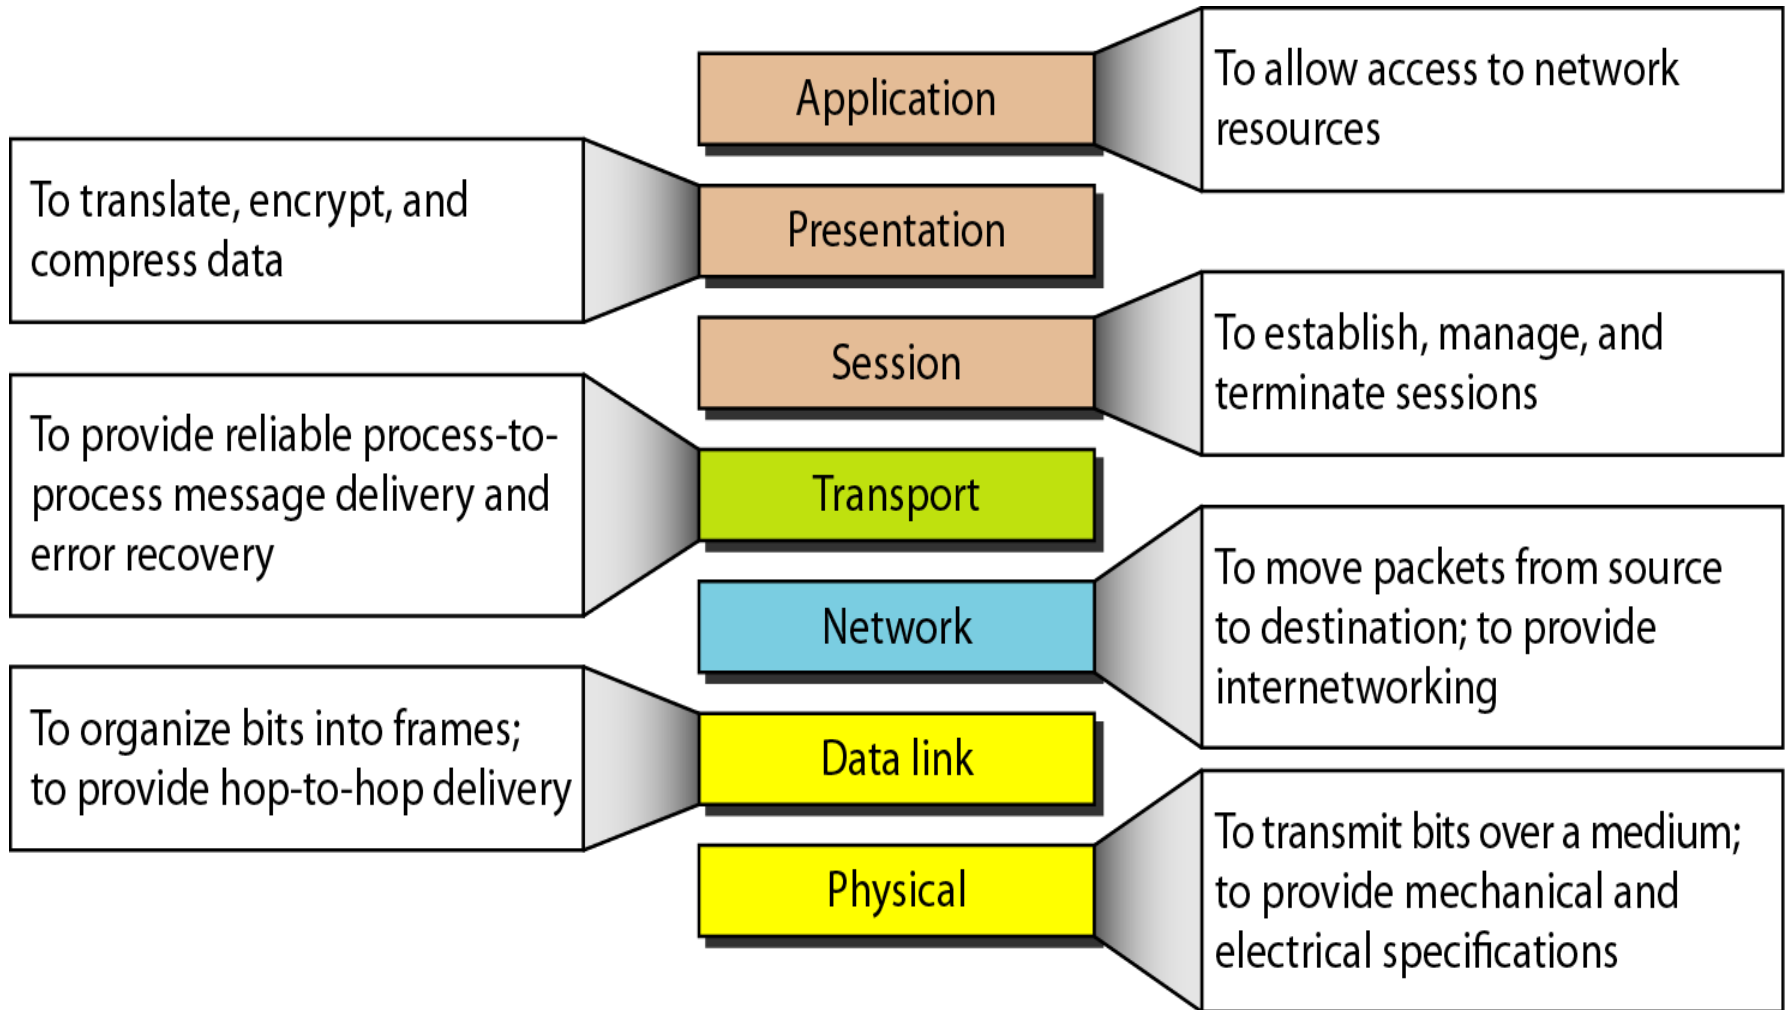 Application
To allow access to network
resources
To translate, encrypt, and
compress data
Presentation
Session
To establish, manage, and
terminate sessions
To provide reliable process-to-
process message delivery and
error recovery
Transport
Network
To move packets from source
to destination; to provide
internetworking
To organize bits into frames;
to provide hop-to-hop delivery
Data link
Physical
To transmit bits over a medium;
to provide mechanical and
electrical specifications